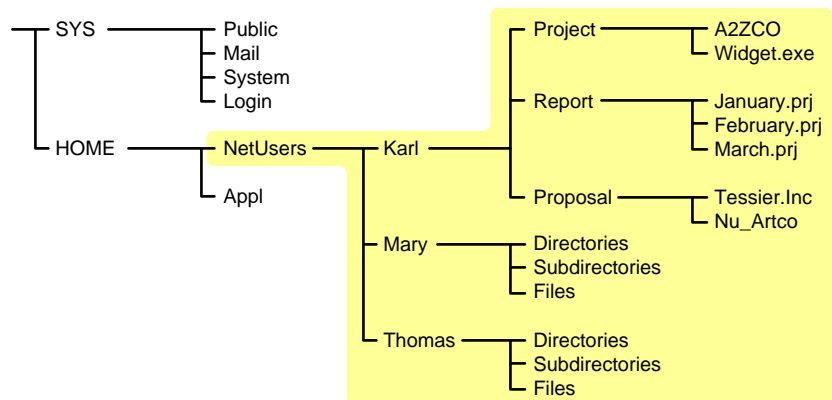 SYS
Public
Mail
System
Login
HOME
NetUsers
Appl
Karl
Project
A2ZCO
Widget.exe
Report
January.prj
February.prj
March.prj
Proposal
Tessier.Inc
Nu_Artco
Mary
Directories
Subdirectories
Files
Thomas
Directories
Subdirectories
Files